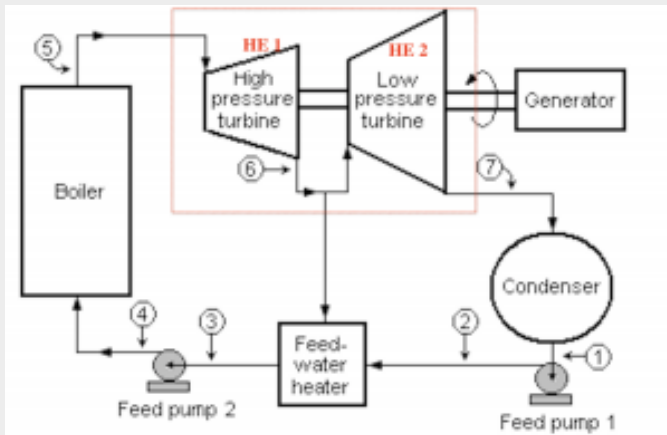 ⑤
HE 1
HE 2
High
pressure
turbine
Low
pressure
turbine
Generator
⑥
⑦
Boiler
Condenser
④
③
②
①
Feed-
water
heater
Feed pump 2
Feed pump 1